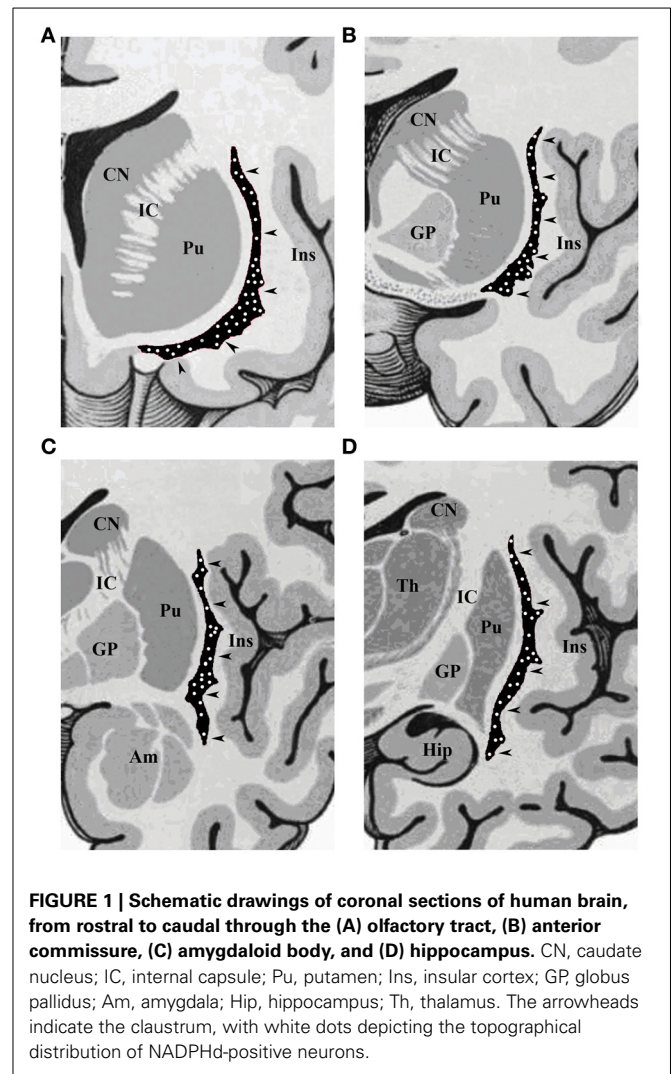 A
B
CN
IC
Pu
Ins
CN
IC
Pu
GP
Ins
C
D
CN
IC
Pu
GP
Ins
Am
CN
Th
IC
Pu
GP
Ins
Hip
FIGURE 1 | Schematic drawings of coronal sections of human brain,
from rostral to caudal through the (A) olfactory tract, (B) anterior
commissure, (C) amygdaloid body, and (D) hippocampus. CN, caudate
nucleus; IC, internal capsule; Pu, putamen; Ins, insular cortex; GP, globus
pallidus; Am, amygdala; Hip, hippocampus; Th, thalamus. The arrowheads
indicate the claustrum, with white dots depicting the topographical
distribution of NADPHd-positive neurons.